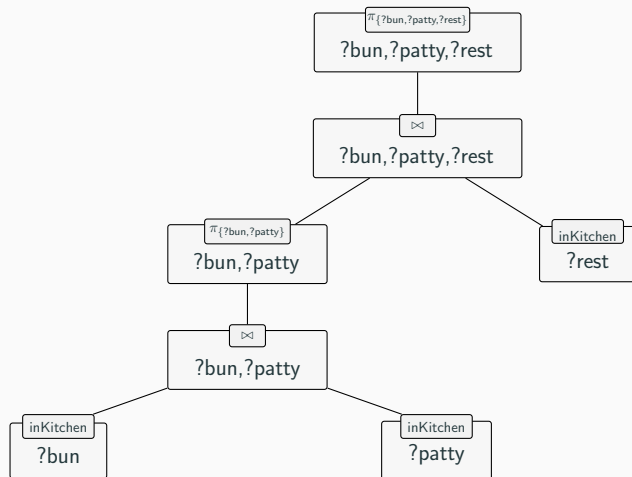 π{?bun,?patty,?rest}
?bun,?patty,?rest
⋈
?bun,?patty,?rest
π{?bun,?patty}
?bun,?patty
inKitchen
?rest
⋈
?bun,?patty
inKitchen
?bun
inKitchen
?patty